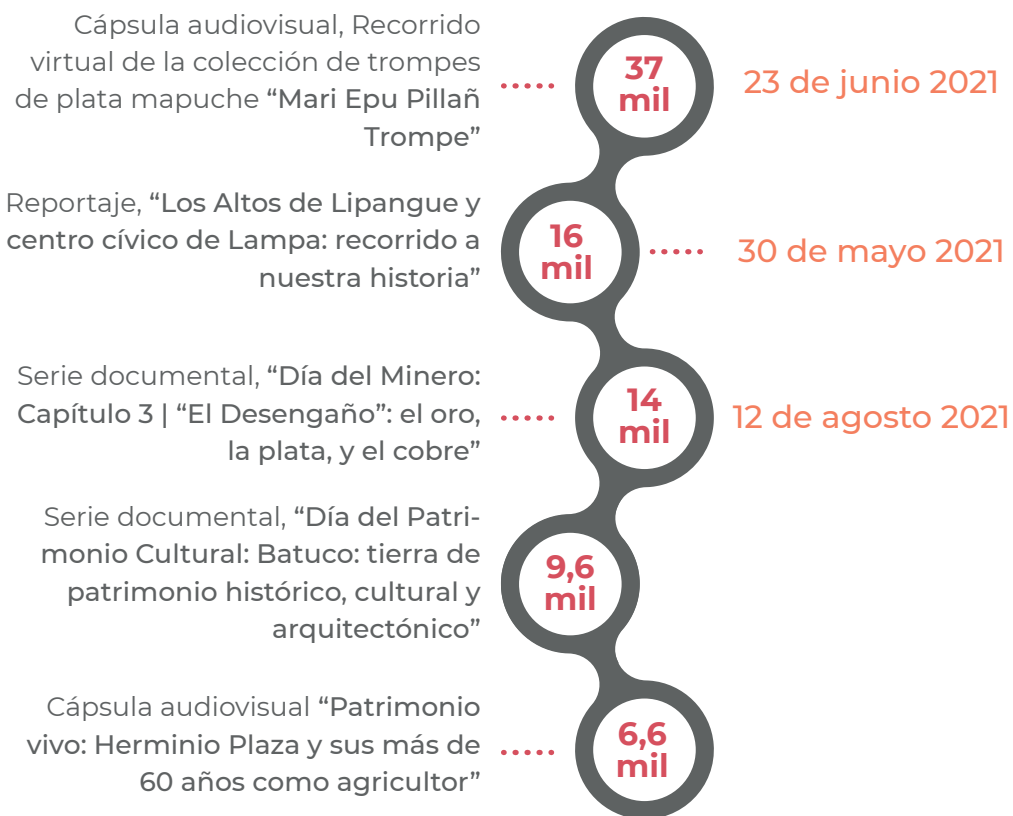 Cápsula audiovisual, Recorrido
virtual de la colección de trompes
de plata mapuche “Mari Epu Pillañ
Trompe”
37
mil
23 de junio 2021
Reportaje, “Los Altos de Lipangue y
centro cívico de Lampa: recorrido a
nuestra historia”
16
mil
30 de mayo 2021
Serie documental, “Día del Minero:
Capítulo 3 | “El Desengaño”: el oro,
la plata, y el cobre”
14
mil
12 de agosto 2021
Serie documental, “Día del Patri-
monio Cultural: Batuco: tierra de
patrimonio histórico, cultural y
arquitectónico”
9,6
mil
Cápsula audiovisual “Patrimonio
vivo: Herminio Plaza y sus más de
60 años como agricultor”
6,6
mil